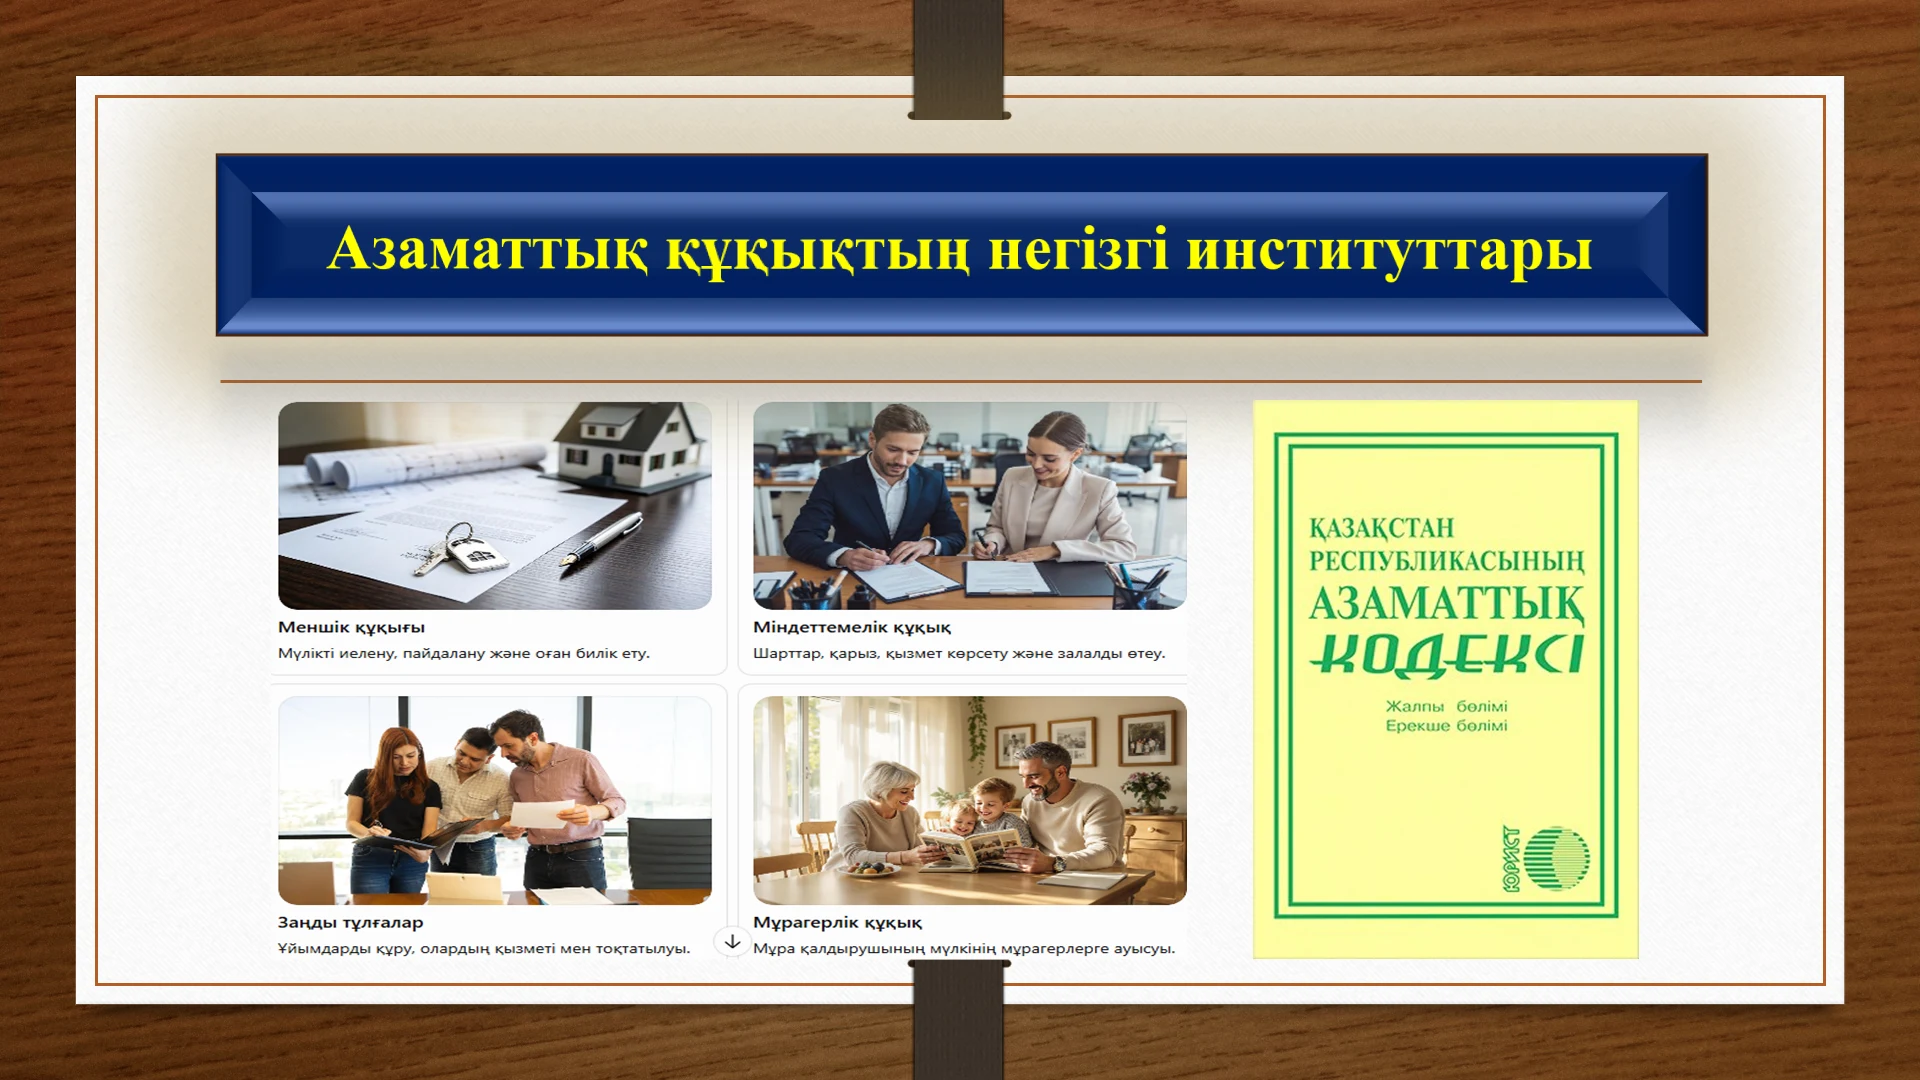 Азаматтық құқықтың негізгі институттары
Меншік құқығы
Мүлікті иелену, пайдалану және оған билік ету.
Міндеттемелік құқық
Шарттар, қарыз, қызмет көрсету және залалды өтеу.
Заңды тұлғалар
Ұйымдарды құру, олардың қызметі мен тоқтатылуы.
Мұрагерлік құқық
Мұра қалдырушының мүлкінің мұрагерлерге ауысуы.
ҚАЗАҚСТАН
РЕСПУБЛИКАСЫНЫҢ
АЗАМАТТЫҚ
КОДЕКСІ
Жалпы бөлімі
Ерекше бөлімі
ЮРИСТ